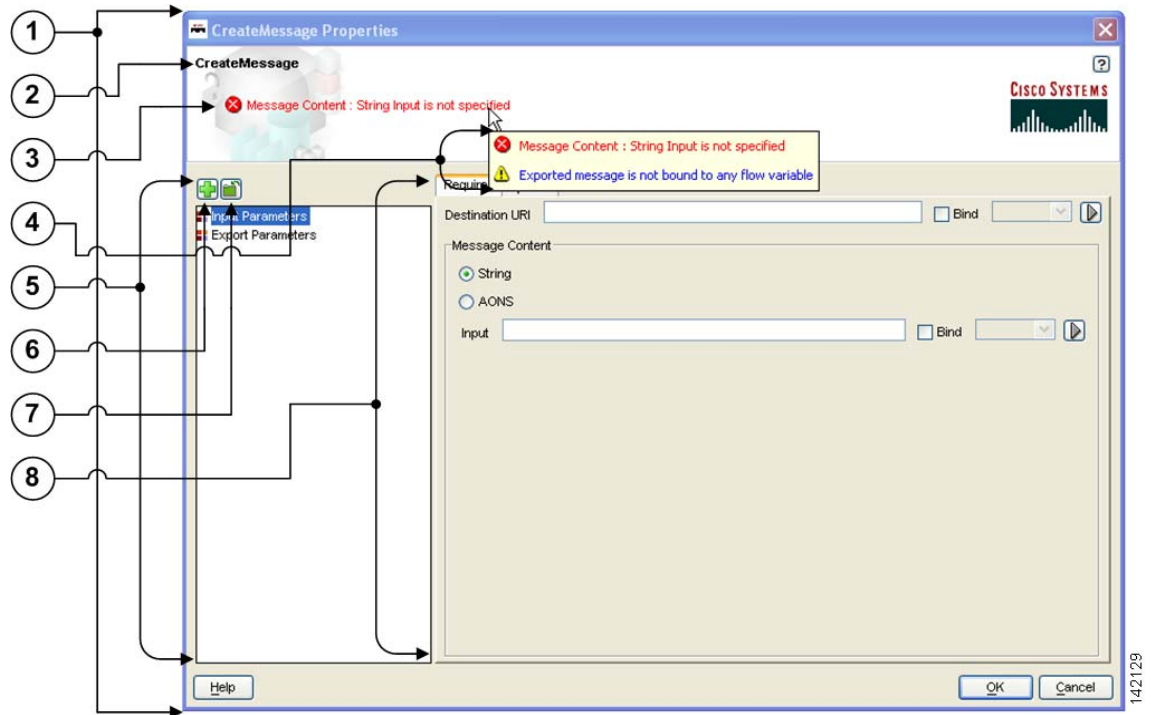 1
CreateMessage Properties
2
CreateMessage
?
CISCO SYSTEMS
3
Message Content : String Input is not specified
Message Content : String Input is not specified
Exported message is not bound to any flow variable
4
Input Parameters
Export Parameters
Destination URI
Bind
Message Content
5
String
AONS
6
Input
Bind
7
8
Help
OK
Cancel
142129